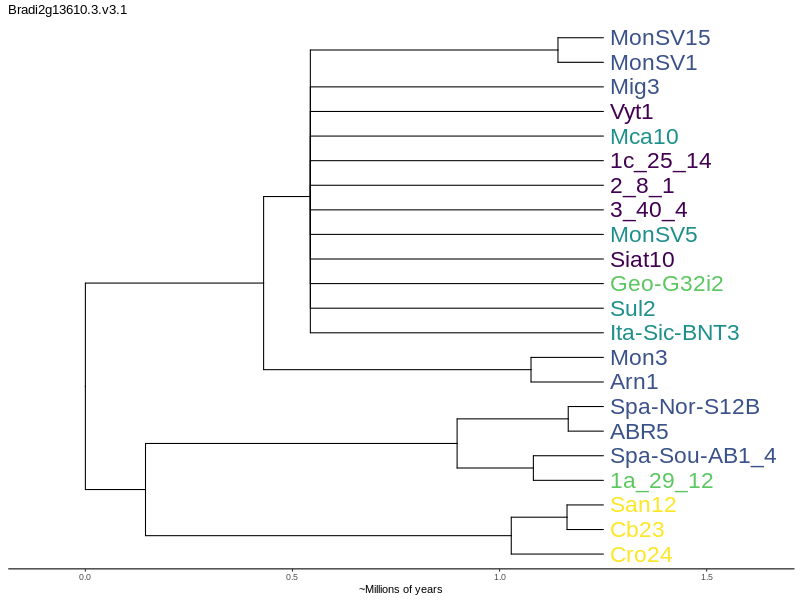 Bradi2g13610.3.v3.1
MonSV15
MonSV1
Mig3
Vyt1
Mca10
1c_25_14
2_8_1
3_40_4
MonSV5
Siat10
Geo-G32i2
Sul2
Ita-Sic-BNT3
Mon3
Arn1
Spa-Nor-S12B
ABR5
Spa-Sou-AB1_4
1a_29_12
San12
Cb23
Cro24
0.0 0.5 1.0 1.5
~Millions of years